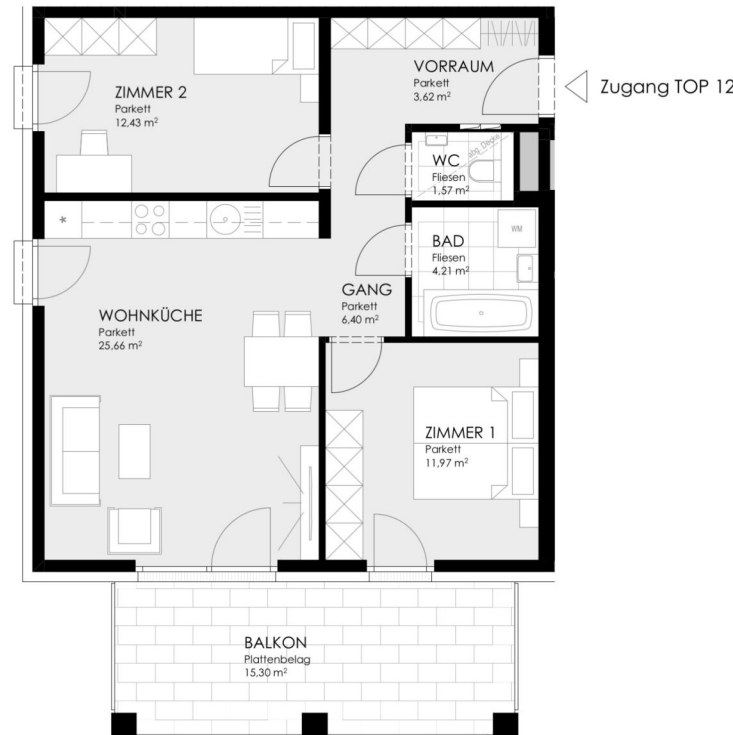 ZIMMER 2
Parkett
12,43 m²
VORRAUM
Parkett
3,62 m²
Zugang TOP 12
WC
Fliesen
1,57 m²
abg. Decke
BAD
Fliesen
4,21 m²
WM
*
GANG
Parkett
6,40 m²
WOHNKÜCHE
Parkett
25,66 m²
ZIMMER 1
Parkett
11,97 m²
BALKON
Plattenbelag
15,30 m²